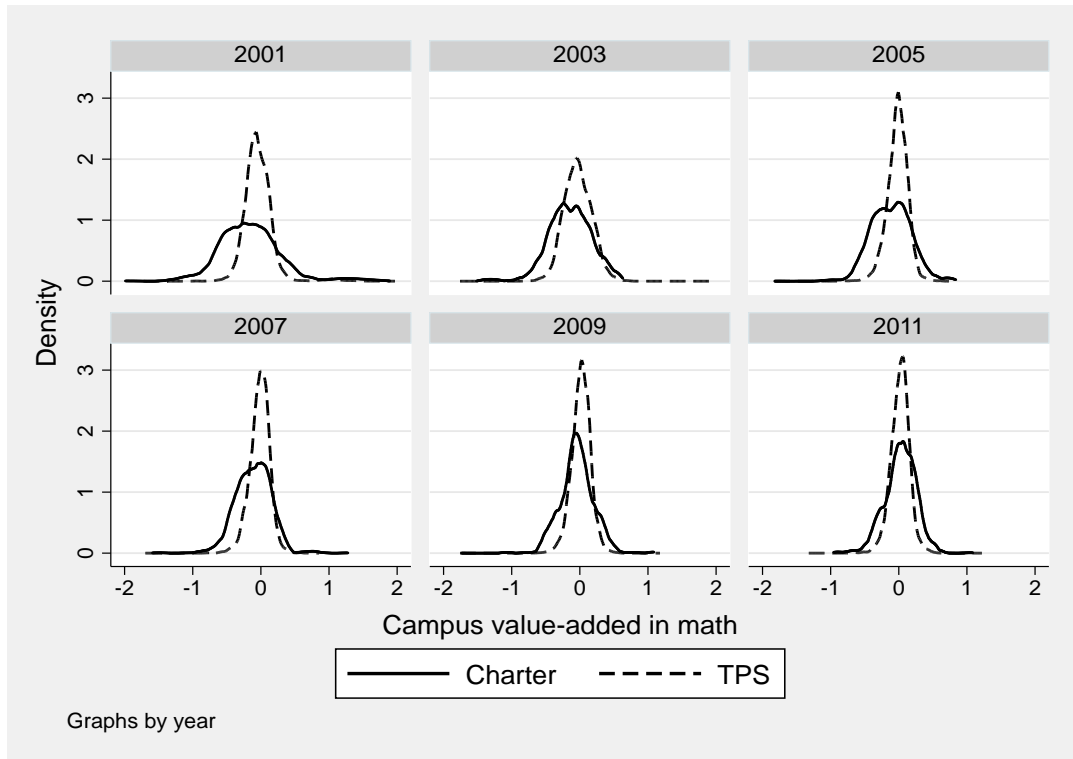 2001 2003 2005
3
2
1
0
2007 2009 2011
3
2
1
0
-2 -1 0 1 2 -2 -1 0 1 2 -2 -1 0 1 2
Density
Campus value-added in math
Charter TPS
Graphs by year